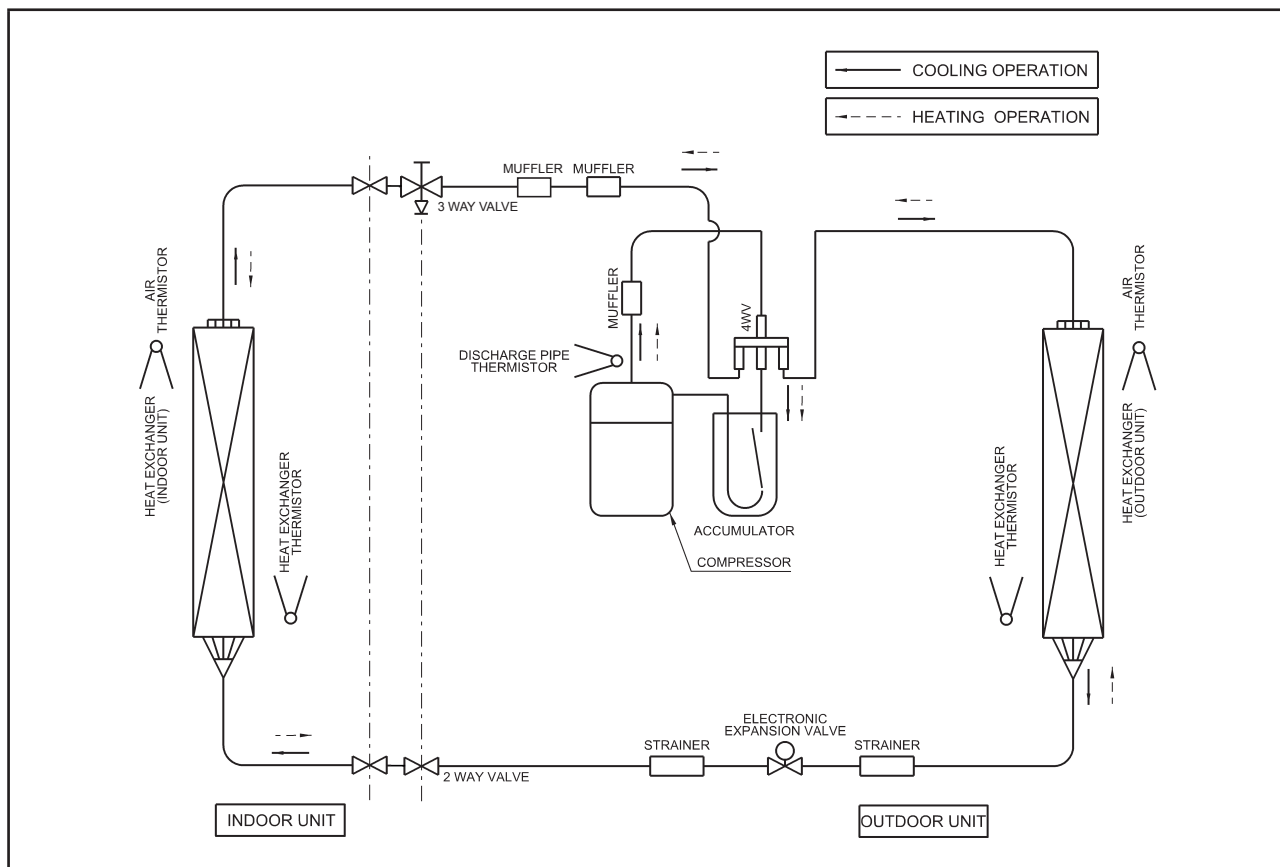 COOLING OPERATION
HEATING OPERATION
MUFFLER
MUFFLER
3 WAY VALVE
AIR
THERMISTOR
MUFFLER
4WV
AIR
THERMISTOR
DISCHARGE PIPE
THERMISTOR
HEAT EXCHANGER
(INDOOR UNIT)
HEAT EXCHANGER
THERMISTOR
HEAT EXCHANGER
THERMISTOR
HEAT EXCHANGER
(OUTDOOR UNIT)
ACCUMULATOR
COMPRESSOR
ELECTRONIC
EXPANSION VALVE
STRAINER
STRAINER
2 WAY VALVE
INDOOR UNIT
OUTDOOR UNIT